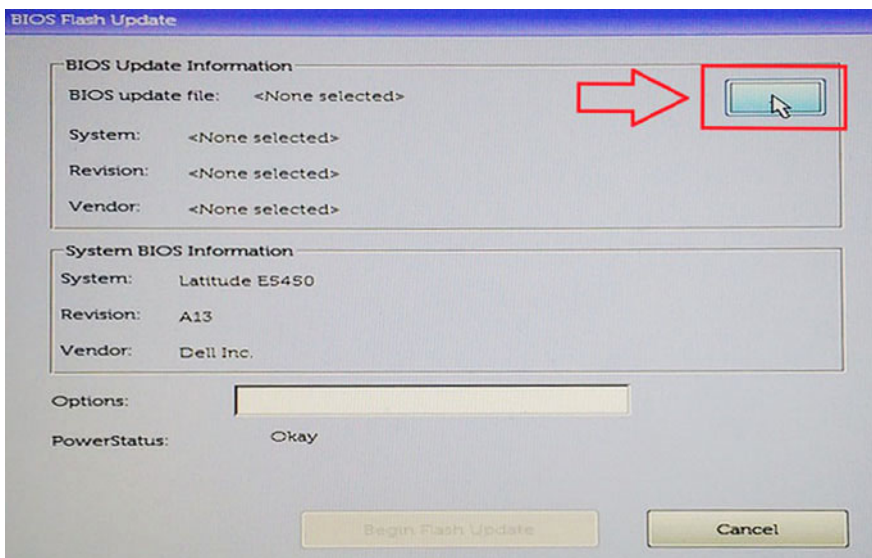 BIOS Flash Update
BIOS Update Information
BIOS update file: <None selected>
System: <None selected>
Revision: <None selected>
Vendor: <None selected>
System BIOS Information
System: Latitude E5450
Revision: A13
Vendor: Dell Inc.
Options:
PowerStatus: Okay
Begin Flash Update
Cancel